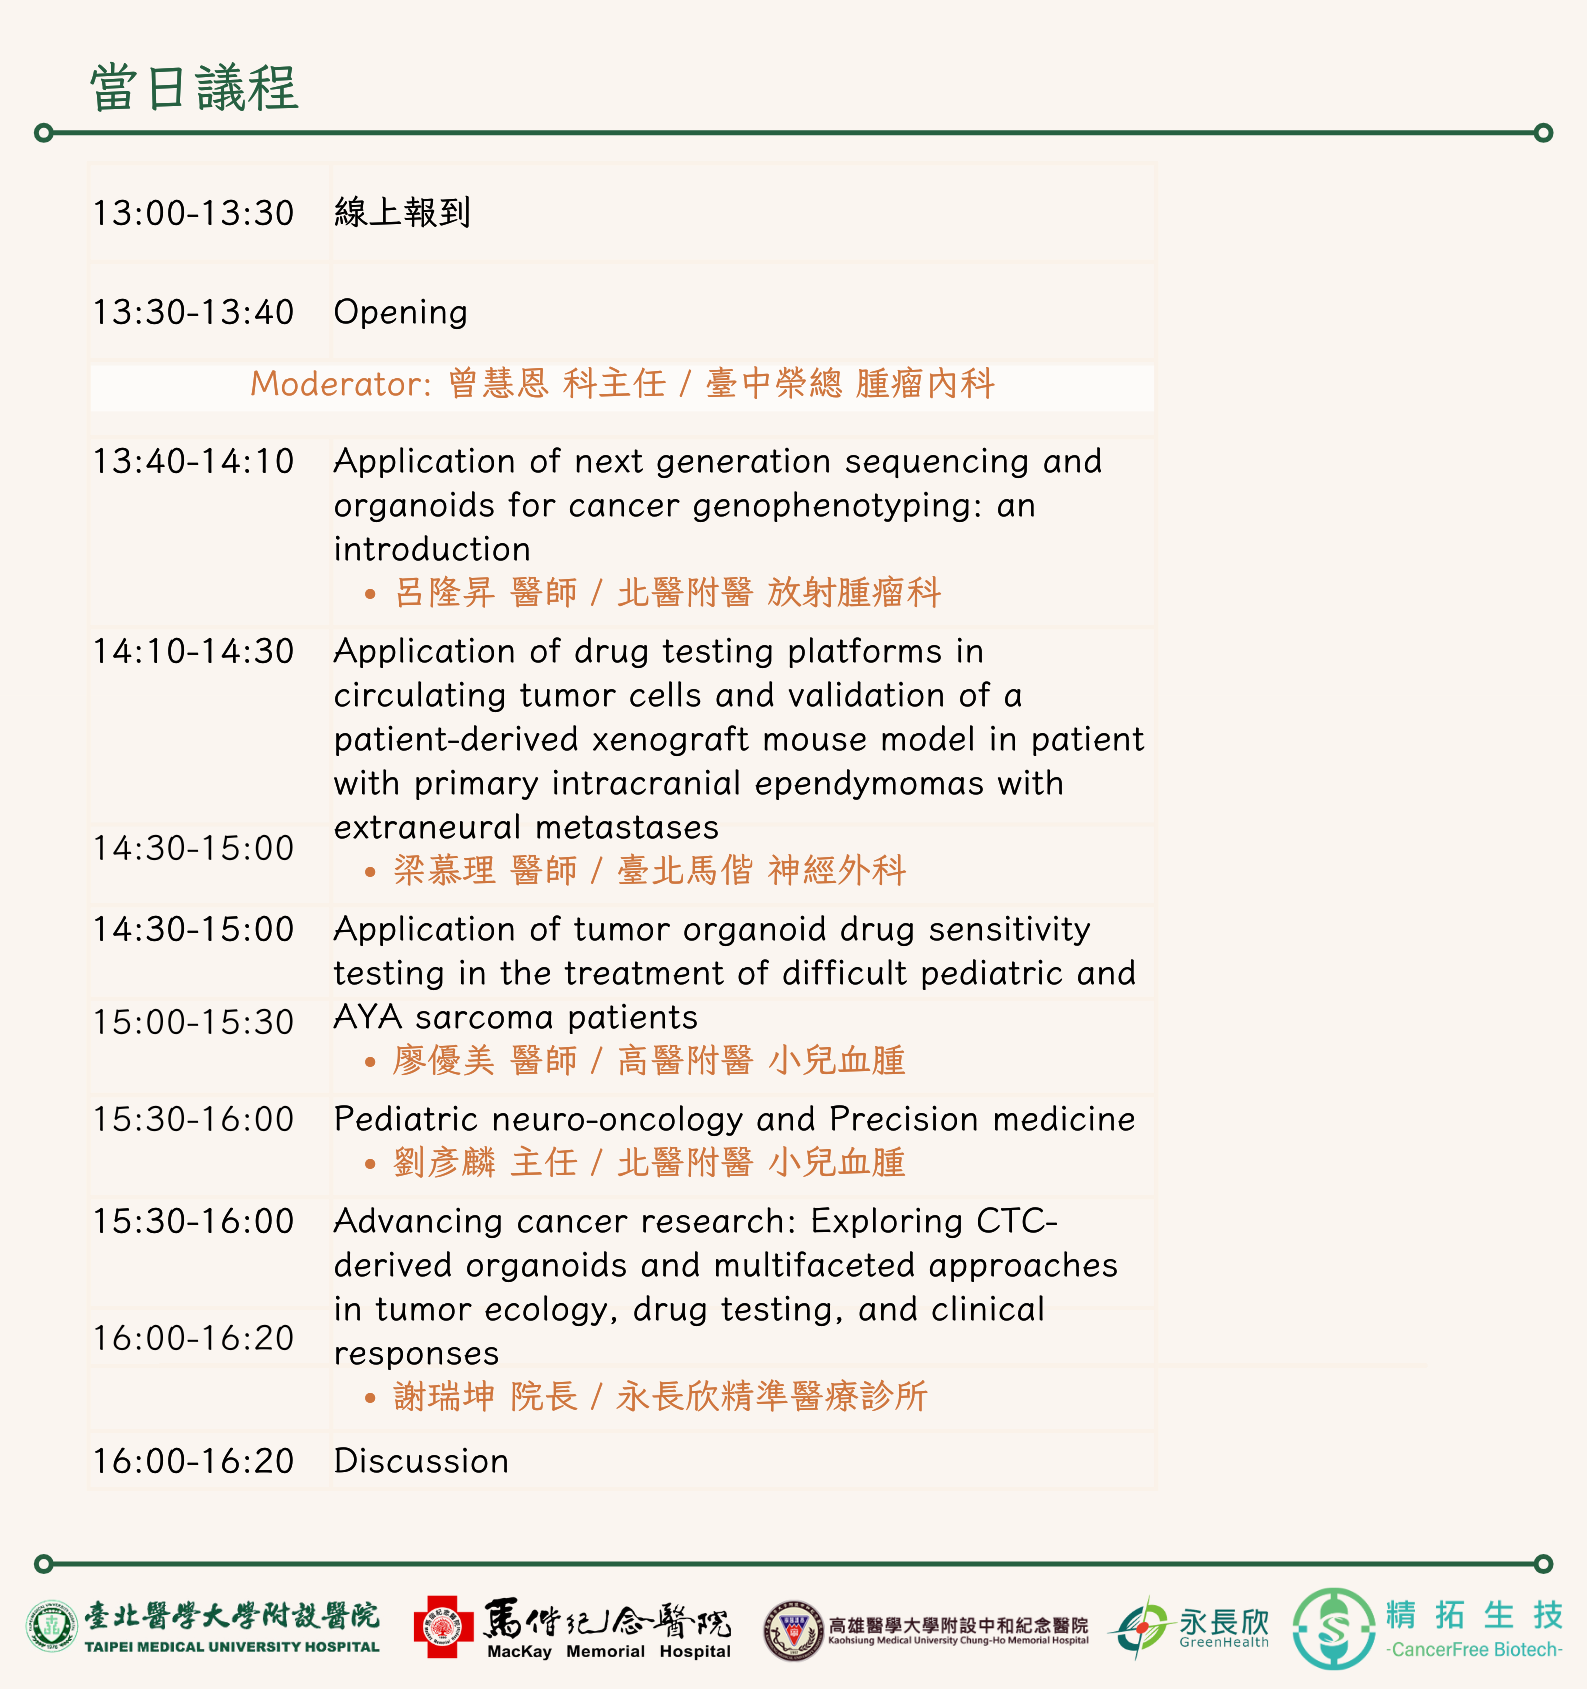 當日議程
13:00-13:30 線上報到
13:30-13:40 Opening
Moderator: 曾慧恩 科主任 / 臺中榮總 腫瘤內科
13:40-14:10 Application of next generation sequencing and
organoids for cancer genophenotyping: an
introduction
• 呂隆昇 醫師 / 北醫附醫 放射腫瘤科
14:10-14:30 Application of drug testing platforms in
circulating tumor cells and validation of a
patient-derived xenograft mouse model in patient
with primary intracranial ependymomas with
extraneural metastases
14:30-15:00
• 梁慕理 醫師 / 臺北馬偕 神經外科
14:30-15:00 Application of tumor organoid drug sensitivity
testing in the treatment of difficult pediatric and
15:00-15:30 AYA sarcoma patients
• 廖優美 醫師 / 高醫附醫 小兒血腫
15:30-16:00 Pediatric neuro-oncology and Precision medicine
• 劉彥麟 主任 / 北醫附醫 小兒血腫
15:30-16:00 Advancing cancer research: Exploring CTC-
derived organoids and multifaceted approaches
in tumor ecology, drug testing, and clinical
16:00-16:20 responses
• 謝瑞坤 院長 / 永長欣精準醫療診所
16:00-16:20 Discussion
臺北醫學大學附設醫院
TAIPEI MEDICAL UNIVERSITY HOSPITAL
馬偕紀念醫院
MacKay Memorial Hospital
高雄醫學大學附設中和紀念醫院
Kaohsiung Medical University Chung-Ho Memorial Hospital
永長欣
GreenHealth
精拓生技
-CancerFree Biotech-